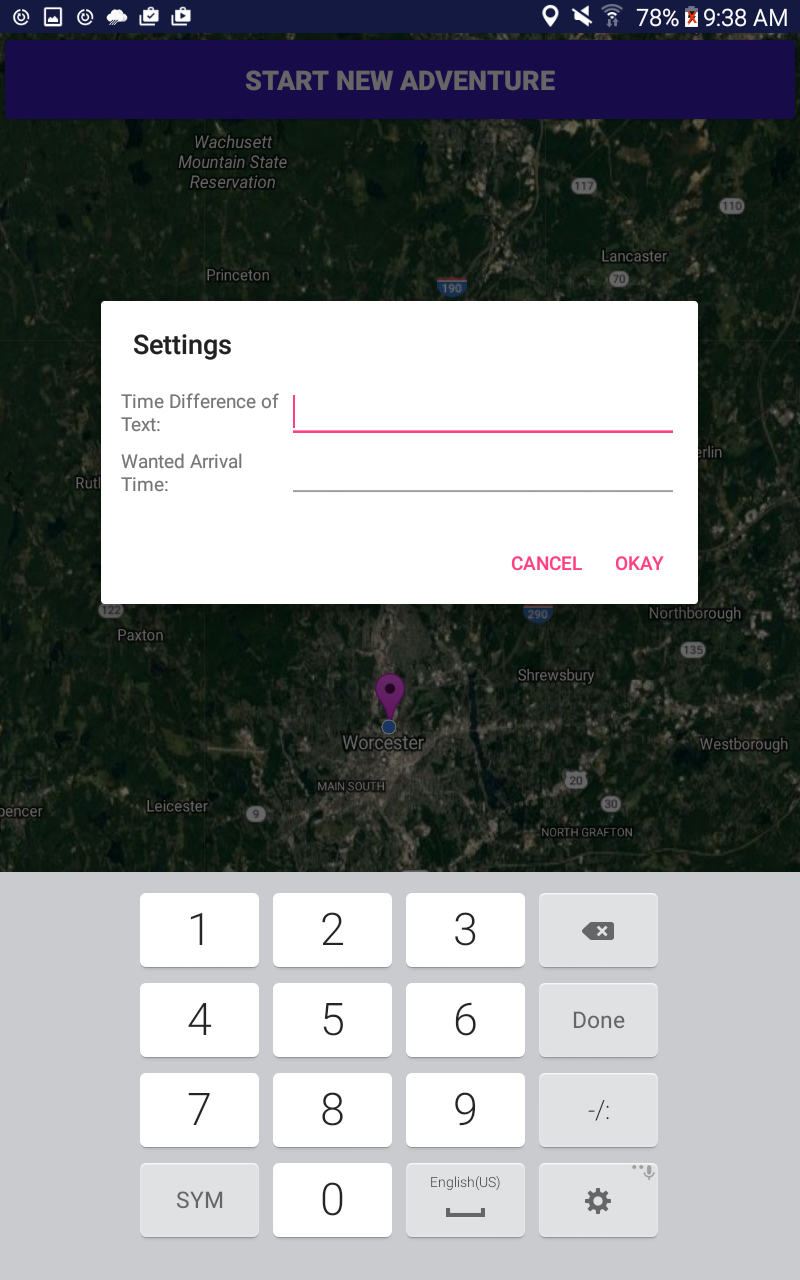 78% 9:38 AM
START NEW ADVENTURE
Wachusett
Mountain State
Reservation
117
110
Lancaster
Princeton
70
190
Settings
Time Difference of
Text:
erlin
Wanted Arrival
Time:
Rutl
CANCEL OKAY
122
290
Northborough
Paxton
135
Shrewsbury
Worcester
Westborough
20
MAIN SOUTH
30
Leicester
pencer
9
NORTH GRAFTON
1 2 3
4 5 6 Done
7 8 9 -/:
English(US)
SYM 0